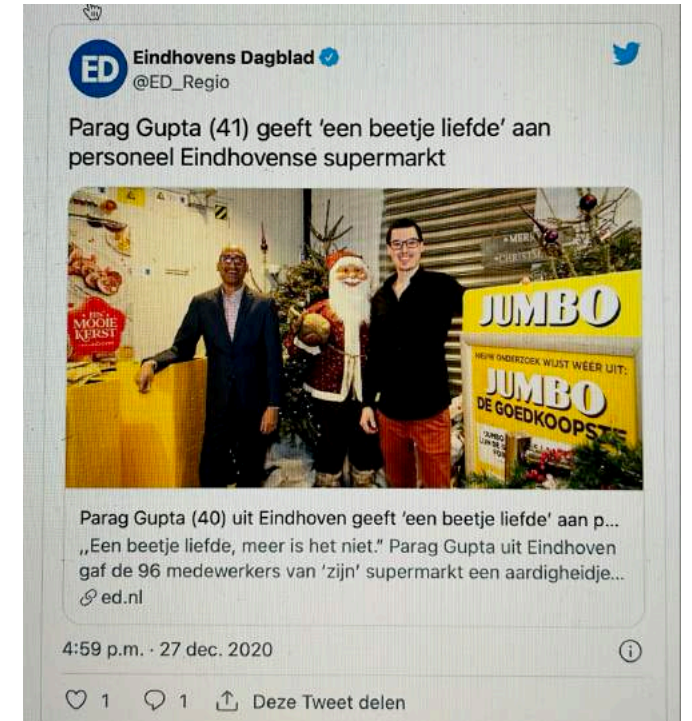 ED
Eindhovens Dagblad
@ED_Regio
Parag Gupta (41) geeft ‘een beetje liefde’ aan
personeel Eindhovense supermarkt
MOOIE
KERST
JUMBO
NIEUW ONDERZOEK WIJST WÉÉR UIT:
JUMBO
DE GOEDKOOPSTE
Parag Gupta (40) uit Eindhoven geeft ‘een beetje liefde’ aan p...
„Een beetje liefde, meer is het niet.” Parag Gupta uit Eindhoven
gaf de 96 medewerkers van ‘zijn’ supermarkt een aardigheidje...
ed.nl
4:59 p.m. · 27 dec. 2020
1 1 Deze Tweet delen